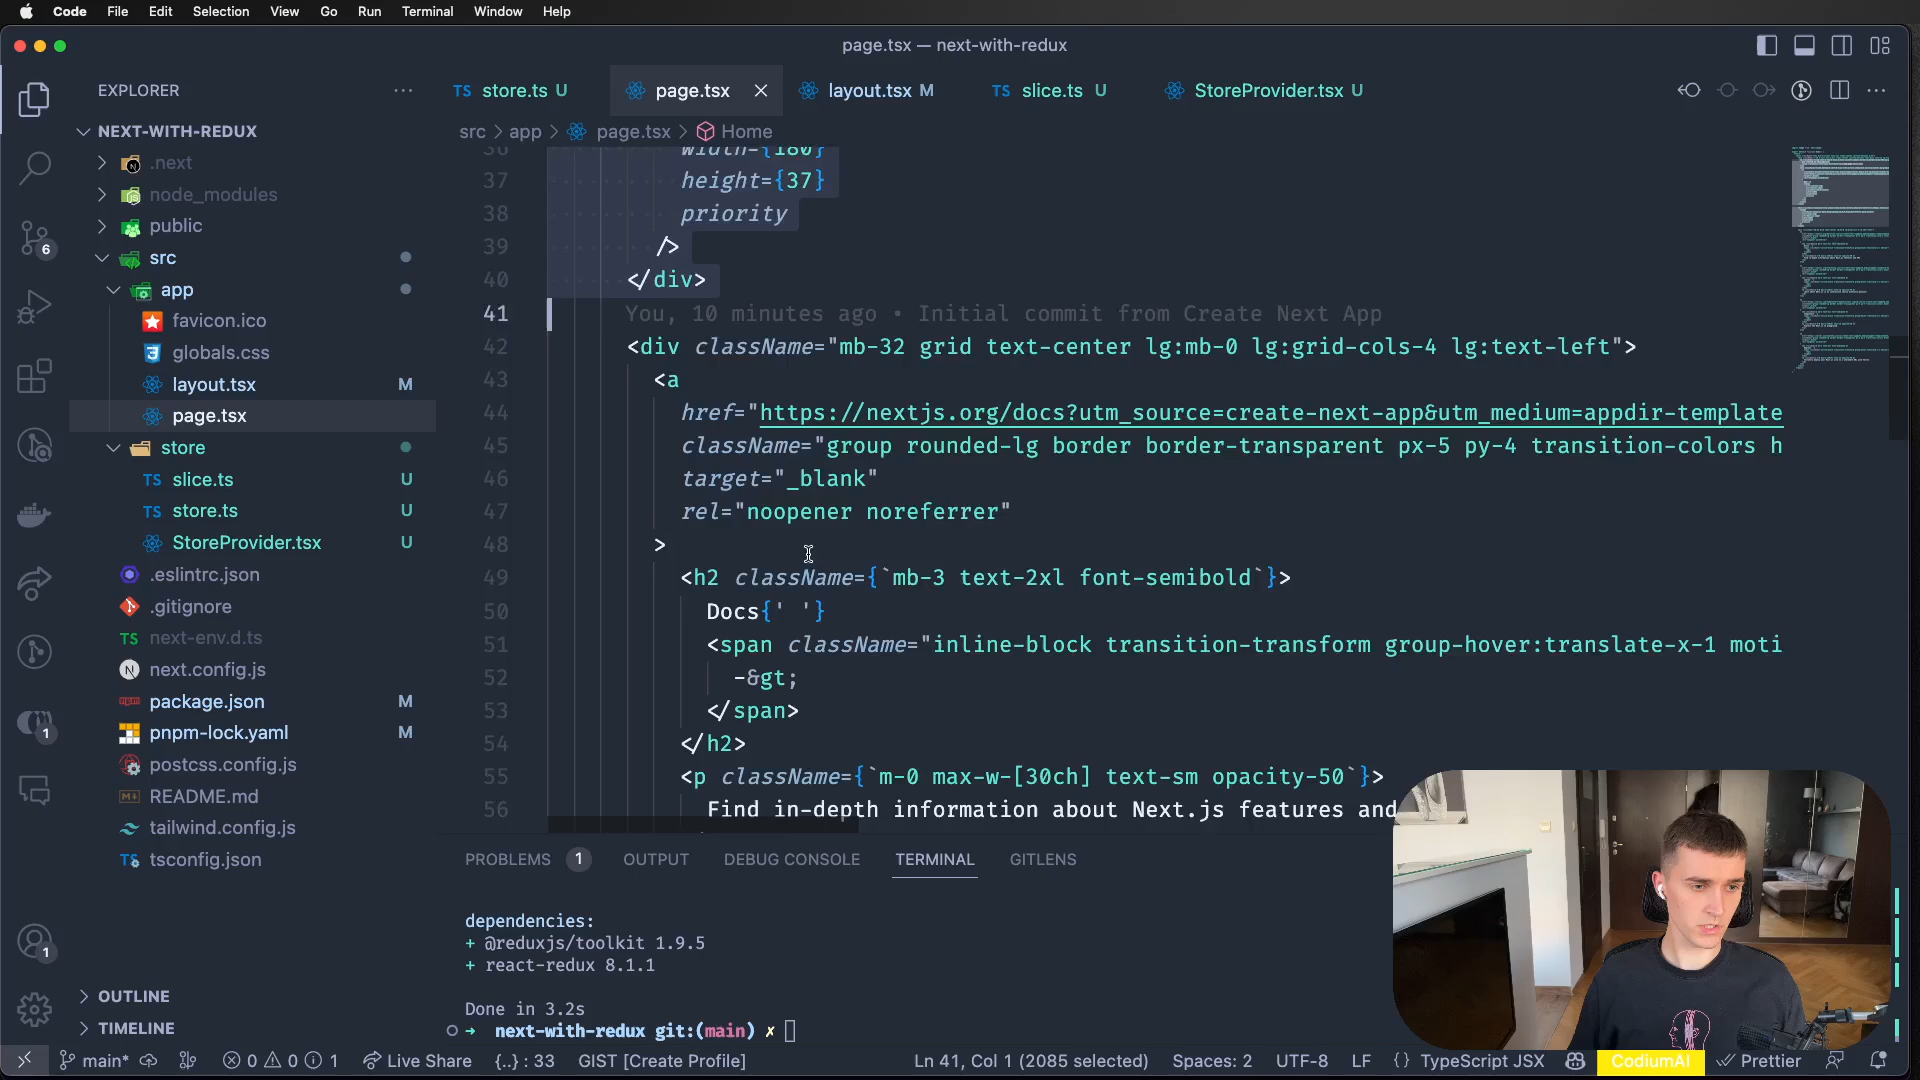 Code File Edit Selection View Go Run Terminal Window Help
page.tsx — next-with-redux
EXPLORER
TS store.ts U
page.tsx
layout.tsx M
TS slice.ts U
StoreProvider.tsx U
NEXT-WITH-REDUX
src > app > page.tsx > Home
.next
node_modules
public
src
app
favicon.ico
globals.css
layout.tsx M
page.tsx
store
TS slice.ts U
TS store.ts U
StoreProvider.tsx U
.eslintrc.json
.gitignore
TS next-env.d.ts
N next.config.js
package.json M
pnpm-lock.yaml M
postcss.config.js
README.md
tailwind.config.js
TS tsconfig.json
OUTLINE
TIMELINE
36 width={180}
37 height={37}
38 priority
39 />
40 </div>
41 You, 10 minutes ago • Initial commit from Create Next App
42 <div className="mb-32 grid text-center lg:mb-0 lg:grid-cols-4 lg:text-left">
43 <a
44 href="https://nextjs.org/docs?utm_source=create-next-app&utm_medium=appdir-template
45 className="group rounded-lg border border-transparent px-5 py-4 transition-colors h
46 target="_blank"
47 rel="noopener noreferrer"
48 >
49 <h2 className={`mb-3 text-2xl font-semibold`}>
50 Docs{' '}
51 <span className="inline-block transition-transform group-hover:translate-x-1 moti
52 -&gt;
53 </span>
54 </h2>
55 <p className={`m-0 max-w-[30ch] text-sm opacity-50`}>
56 Find in-depth information about Next.js features and
PROBLEMS 1 OUTPUT DEBUG CONSOLE TERMINAL GITLENS
dependencies:
+ @reduxjs/toolkit 1.9.5
+ react-redux 8.1.1
Done in 3.2s
➜ next-with-redux git:(main) ✗
6
1
1
main* 0 0 1 Live Share {..} : 33 GIST [Create Profile] Ln 41, Col 1 (2085 selected) Spaces: 2 UTF-8 LF {} TypeScript JSX CodiumAI Prettier